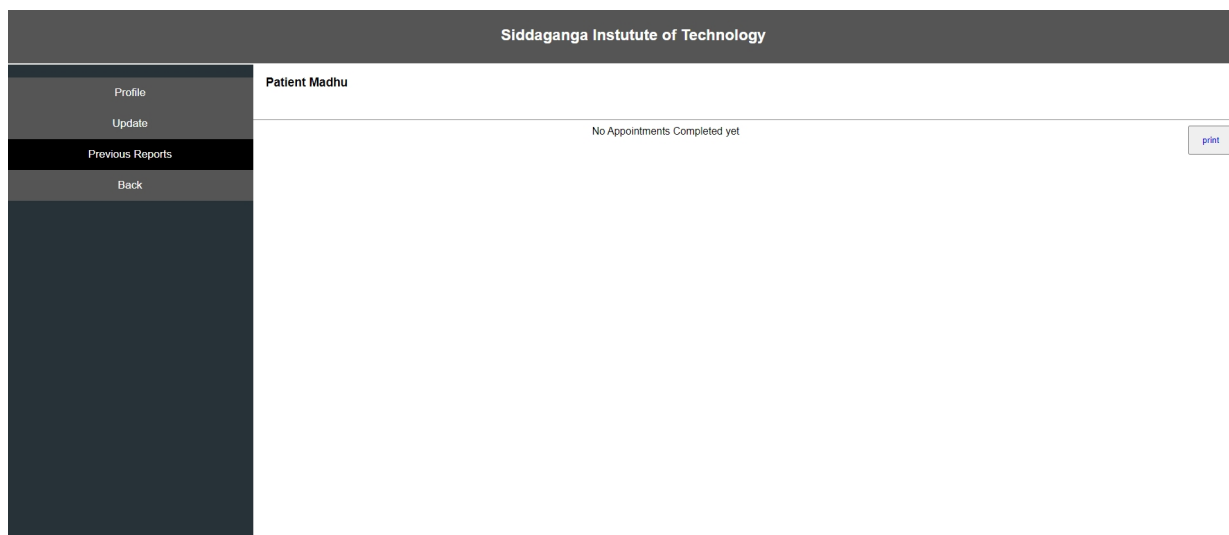 Siddaganga Instutute of Technology
Profile
Update
Previous Reports
Back
Patient Madhu
No Appointments Completed yet
print